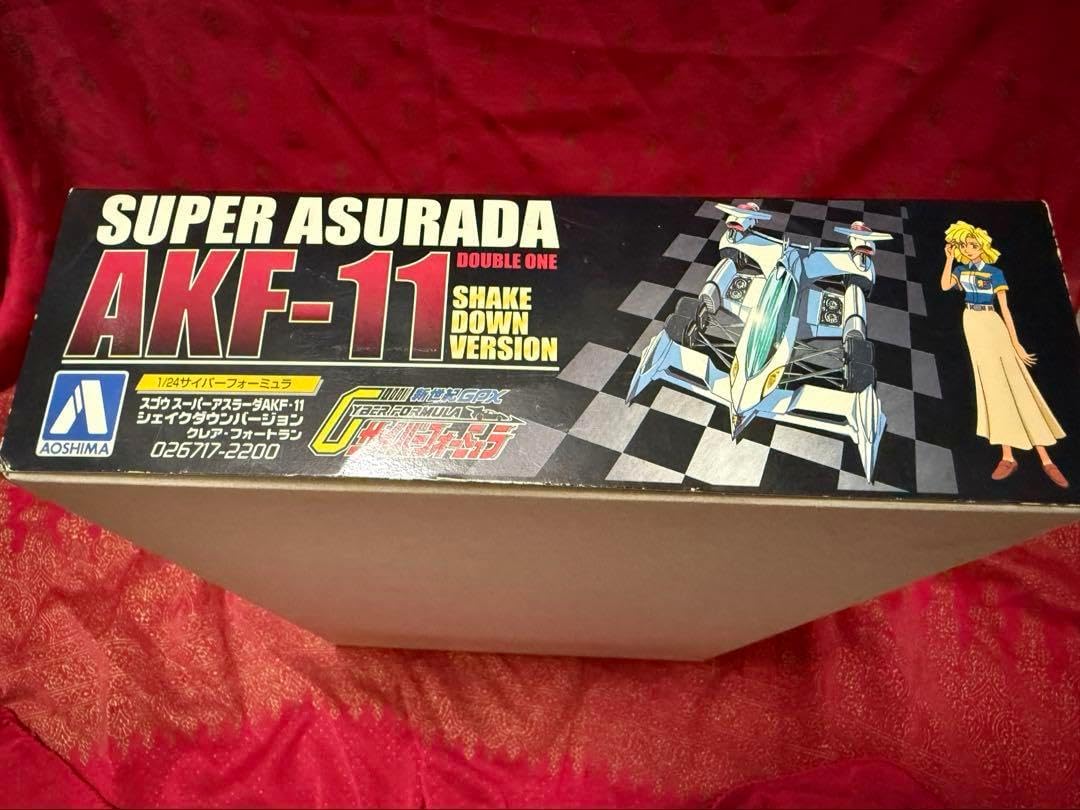 SUPER ASURADA
AKF-11
DOUBLE ONE
SHAKE
DOWN
VERSION
1/24サイバーフォーミュラ
スゴウ スーパーアスラーダAKF-11
シェイクダウンバージョン
クレア・フォートラン
026717-2200
AOSHIMA
新世紀GPX
CYBER FORMULA
サイバーフォーミュラ